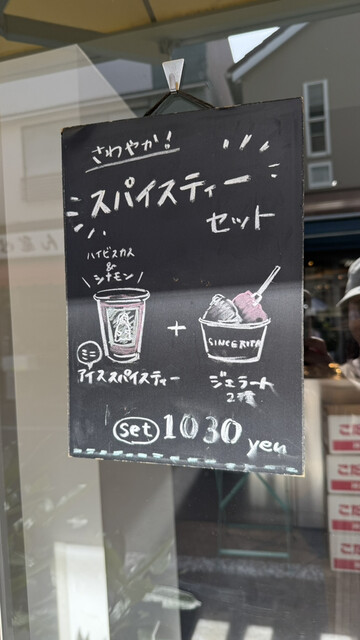 さわやか!
スパイスティー
セット
ハイビスカス
&
シナモン
+
SINCERITA
ミニ
アイススパイスティー
ジェラート
2種
set 1030 yen